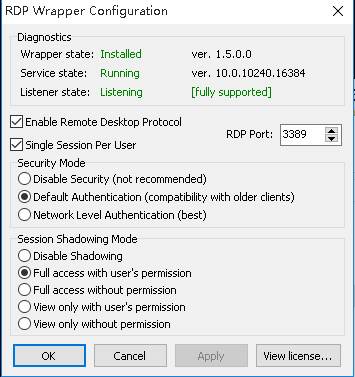 RDP Wrapper Configuration
Diagnostics
Wrapper state: Installed ver. 1.5.0.0
Service state: Running ver. 10.0.10240.16384
Listener state: Listening [fully supported]
Enable Remote Desktop Protocol
RDP Port: 3389
Single Session Per User
Security Mode
Disable Security (not recommended)
Default Authentication (compatibility with older clients)
Network Level Authentication (best)
Session Shadowing Mode
Disable Shadowing
Full access with user's permission
Full access without permission
View only with user's permission
View only without permission
OK Cancel Apply View license...